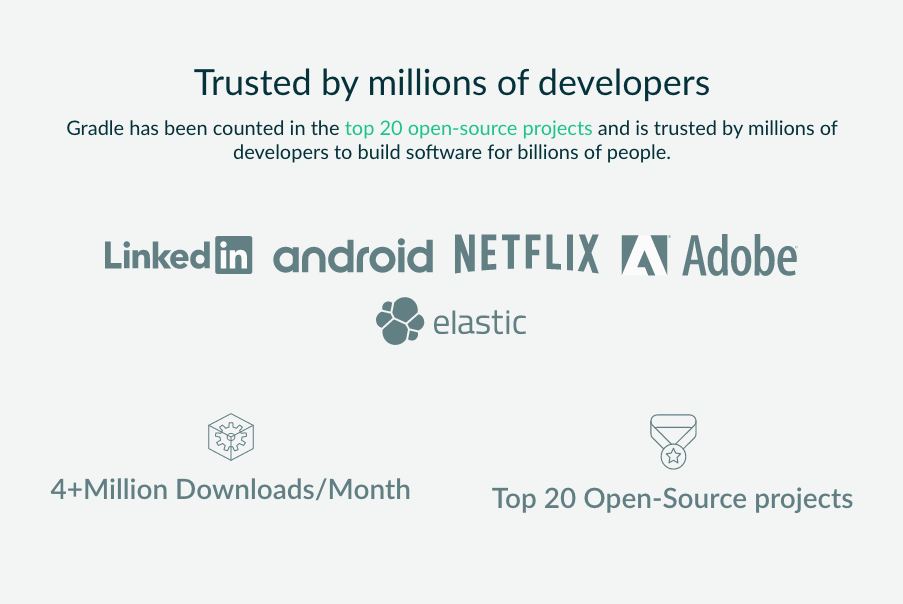 Trusted by millions of developers
Gradle has been counted in the top 20 open-source projects and is trusted by millions of
developers to build software for billions of people.
Linkedin android NETFLIX Adobe
elastic
4+Million Downloads/Month
Top 20 Open-Source projects